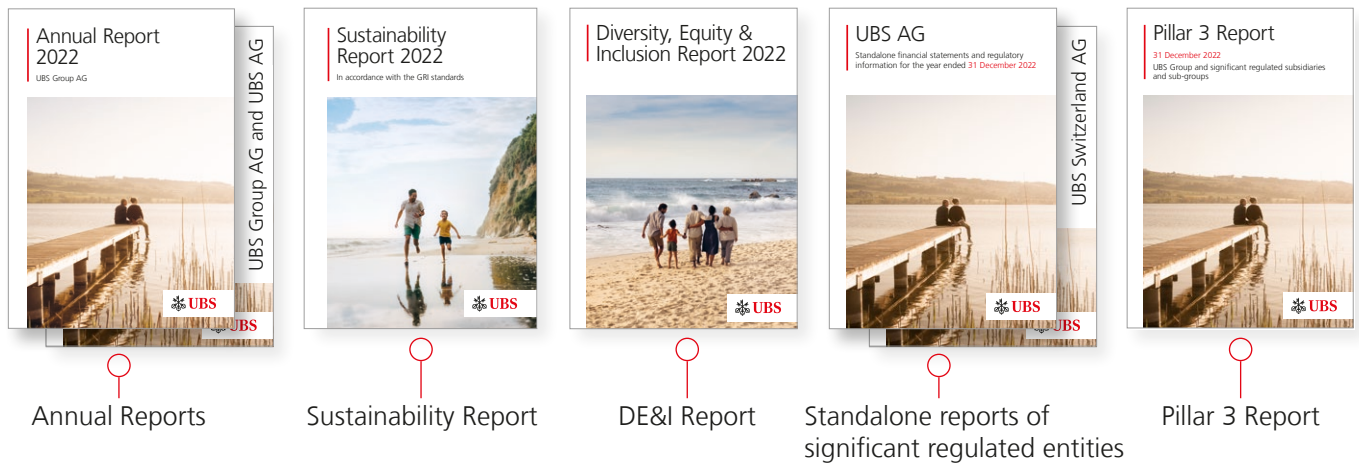 Annual Report
2022
UBS Group AG
UBS Group AG and UBS AG
UBS
UBS
Annual Reports
Sustainability
Report 2022
In accordance with the GRI standards
UBS
Sustainability Report
Diversity, Equity &
Inclusion Report 2022
UBS
DE&I Report
UBS AG
Standalone financial statements and regulatory
information for the year ended 31 December 2022
UBS Switzerland AG
UBS
UBS
Standalone reports of
significant regulated entities
Pillar 3 Report
31 December 2022
UBS Group and significant regulated subsidiaries
and sub-groups
UBS
Pillar 3 Report